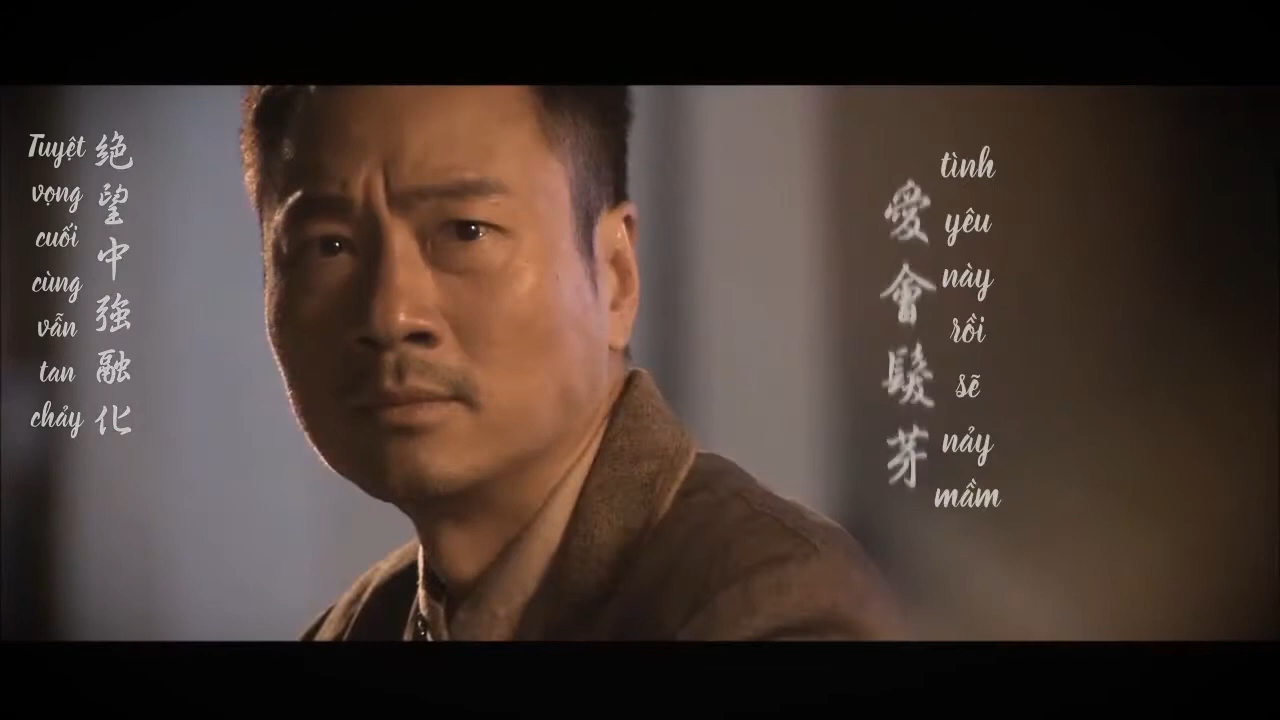 Tuyệt vọng cuối cùng vẫn tan chảy
绝望中強融化
愛會髮芽
tình yêu này rồi sẽ nảy mầm